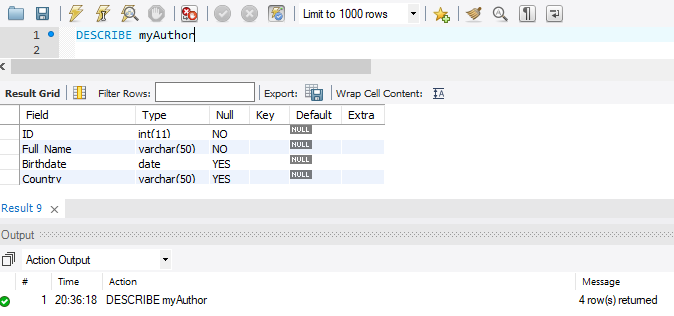 Limit to 1000 rows
1 DESCRIBE myAuthor
2
Result Grid Filter Rows: Export: Wrap Cell Content: IA
Field Type Null Key Default Extra
ID int(11) NO NULL
Full_Name varchar(50) NO NULL
Birthdate date YES NULL
Country varchar(50) YES NULL
Result 9 ×
Output
Action Output
# Time Action Message
1 20:36:18 DESCRIBE myAuthor 4 row(s) returned